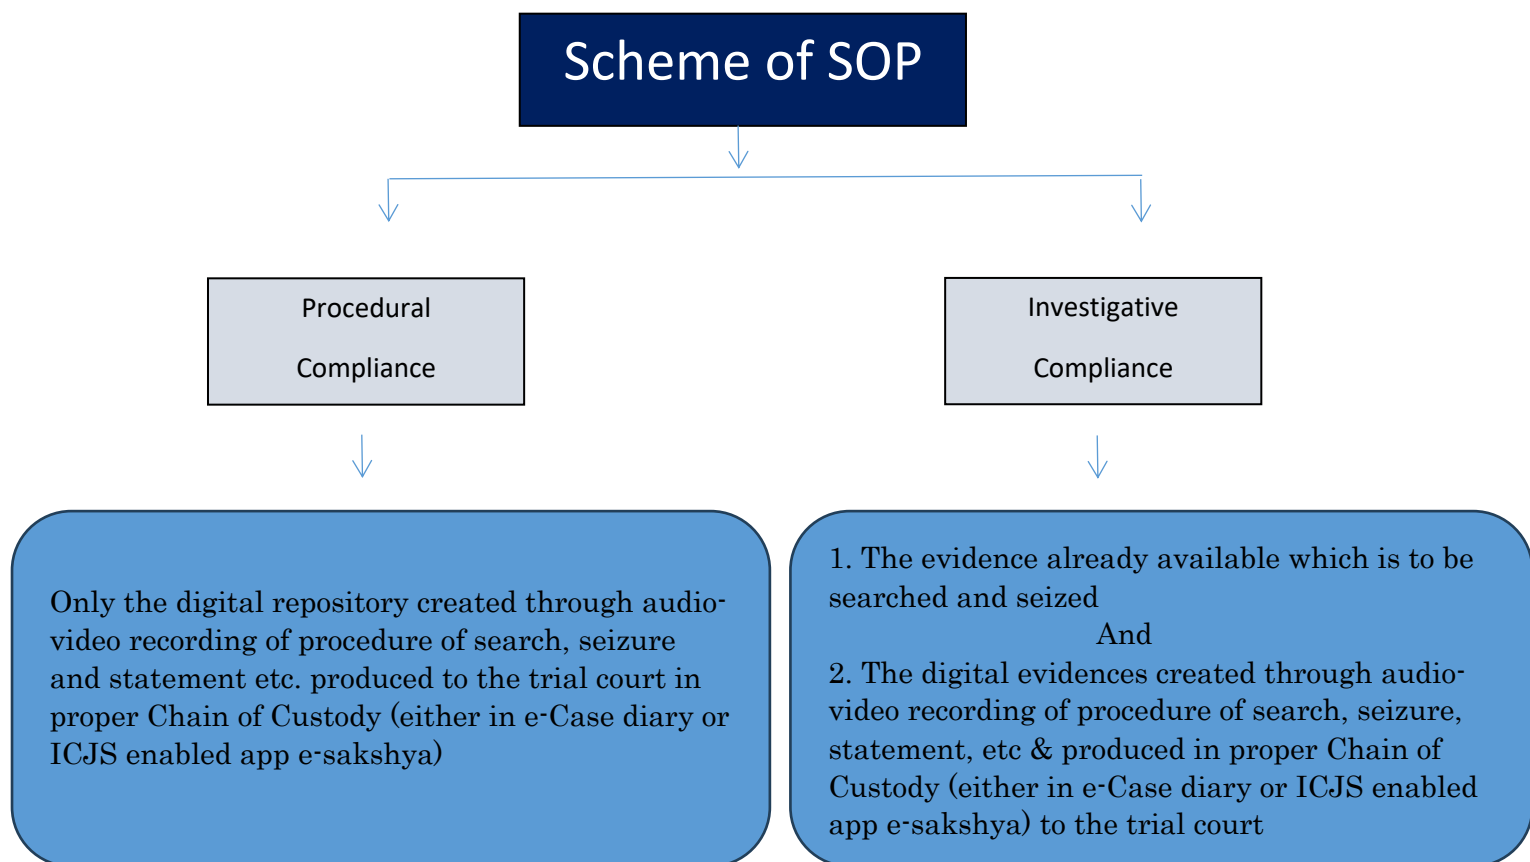 Scheme of SOP
Procedural
Compliance
Investigative
Compliance
Only the digital repository created through audio-
video recording of procedure of search, seizure
and statement etc. produced to the trial court in
proper Chain of Custody (either in e-Case diary or
ICJS enabled app e-sakshya)
1. The evidence already available which is to be
searched and seized
And
2. The digital evidences created through audio-
video recording of procedure of search, seizure,
statement, etc & produced in proper Chain of
Custody (either in e-Case diary or ICJS enabled
app e-sakshya) to the trial court